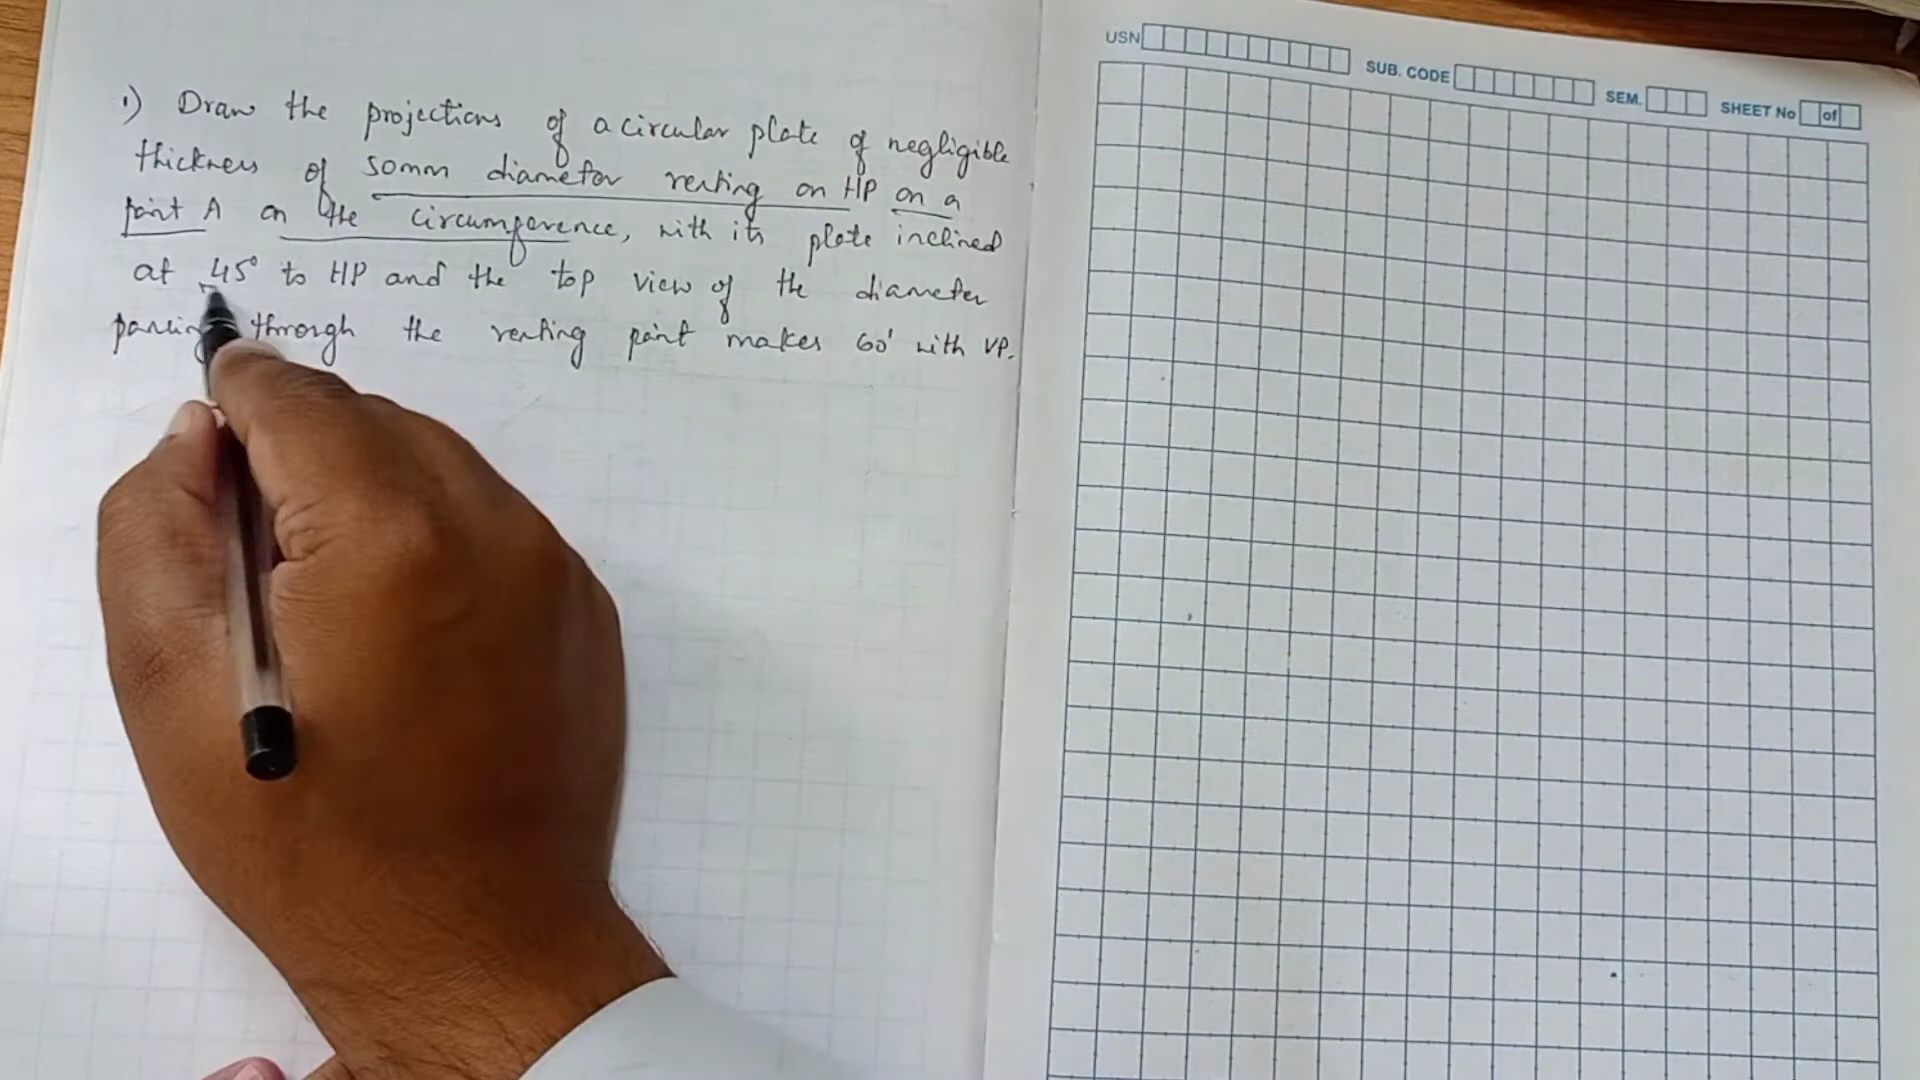 1) Draw the projections of a circular plate of negligible
thickness of 50mm diameter resting on HP on a
point A on the circumference, with its plate inclined
at 45° to HP and the top view of the diameter
passing through the resting point makes 60° with VP.
USN SUB. CODE SEM. SHEET No of